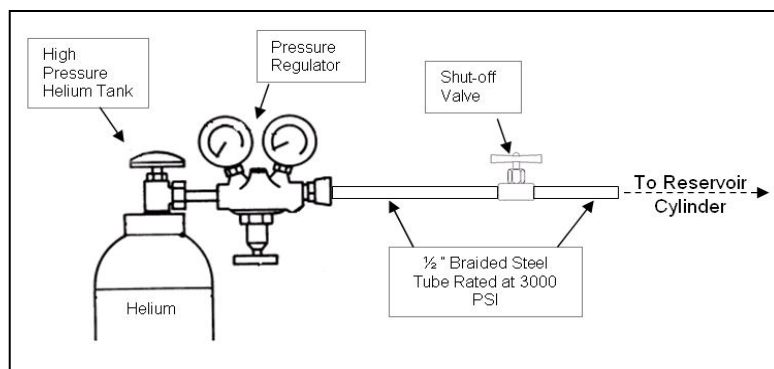 High
Pressure
Helium Tank
Pressure
Regulator
Shut-off
Valve
To Reservoir
Cylinder
½ “ Braided Steel
Tube Rated at 3000
PSI
Helium